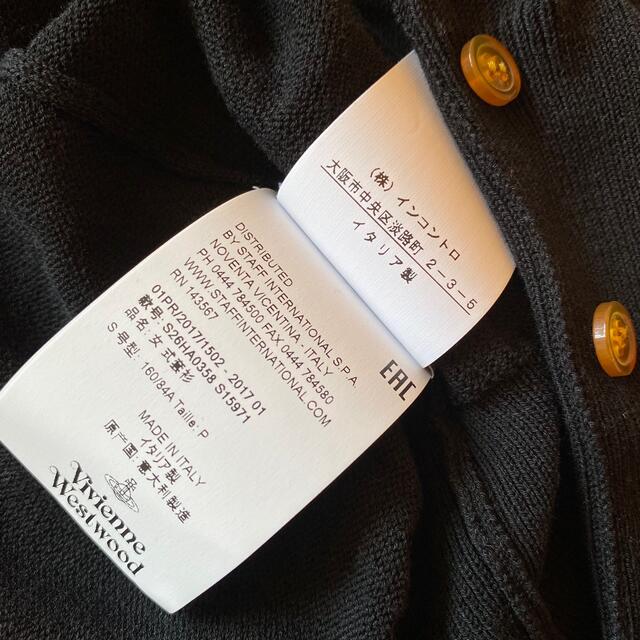 (株) インコントロ
大阪市中央区淡路町 2-3-5
イタリア製
DISTRIBUTED
BY STAFF INTERNATIONAL S.P.A.
NOVENTA VICENTINA - ITALY
PH. 0444 784500 FAX 0444 784580
WWW.STAFFINTERNATIONAL.COM
RN 143567
01PR/2017/1302 - 2017 01
款号: S26HA0358 S15971
品名: 女 式
S 号型: 160/84A Taille: P
MADE IN ITALY
イタリア製
原产国 意大利製造
EAC
Vivienne
Westwood